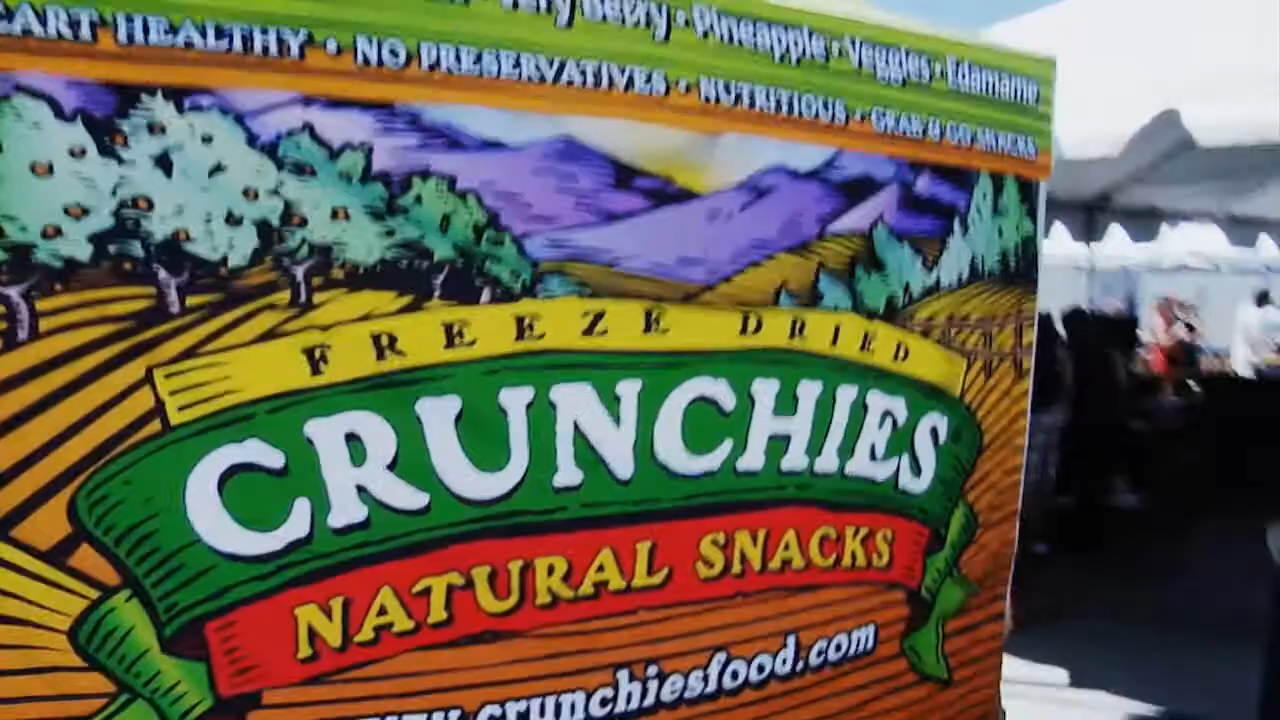 Very Berry • Pineapple • Veggies • Edamame
HEART HEALTHY • NO PRESERVATIVES • NUTRITIOUS • GRAB & GO SNACKS
FREEZE DRIED
CRUNCHIES
NATURAL SNACKS
www.crunchiesfood.com